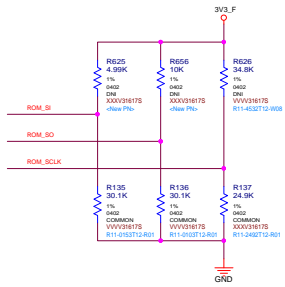 3V3_F
R625
4.99K
1%
0402
DNI
XXXV31617S
<New PN>
R656
10K
1%
0402
DNI
XXXV31617S
<New PN>
R626
34.8K
1%
0402
DNI
VVVV31617S
R11-4532T12-W08
ROM_SI
ROM_SO
ROM_SCLK
R135
30.1K
1%
0402
COMMON
VVVV31617S
R11-0153T12-R01
R136
30.1K
1%
0402
COMMON
VVVV31617S
R11-0103T12-R01
R137
24.9K
1%
0402
COMMON
XXXV31617S
R11-2492T12-R01
GND